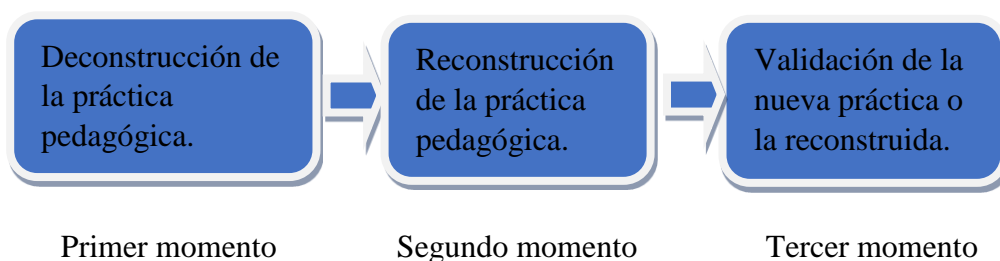 Deconstrucción de
la práctica
pedagógica.
Reconstrucción
de la práctica
pedagógica.
Validación de la
nueva práctica o
la reconstruida.
Primer momento
Segundo momento
Tercer momento